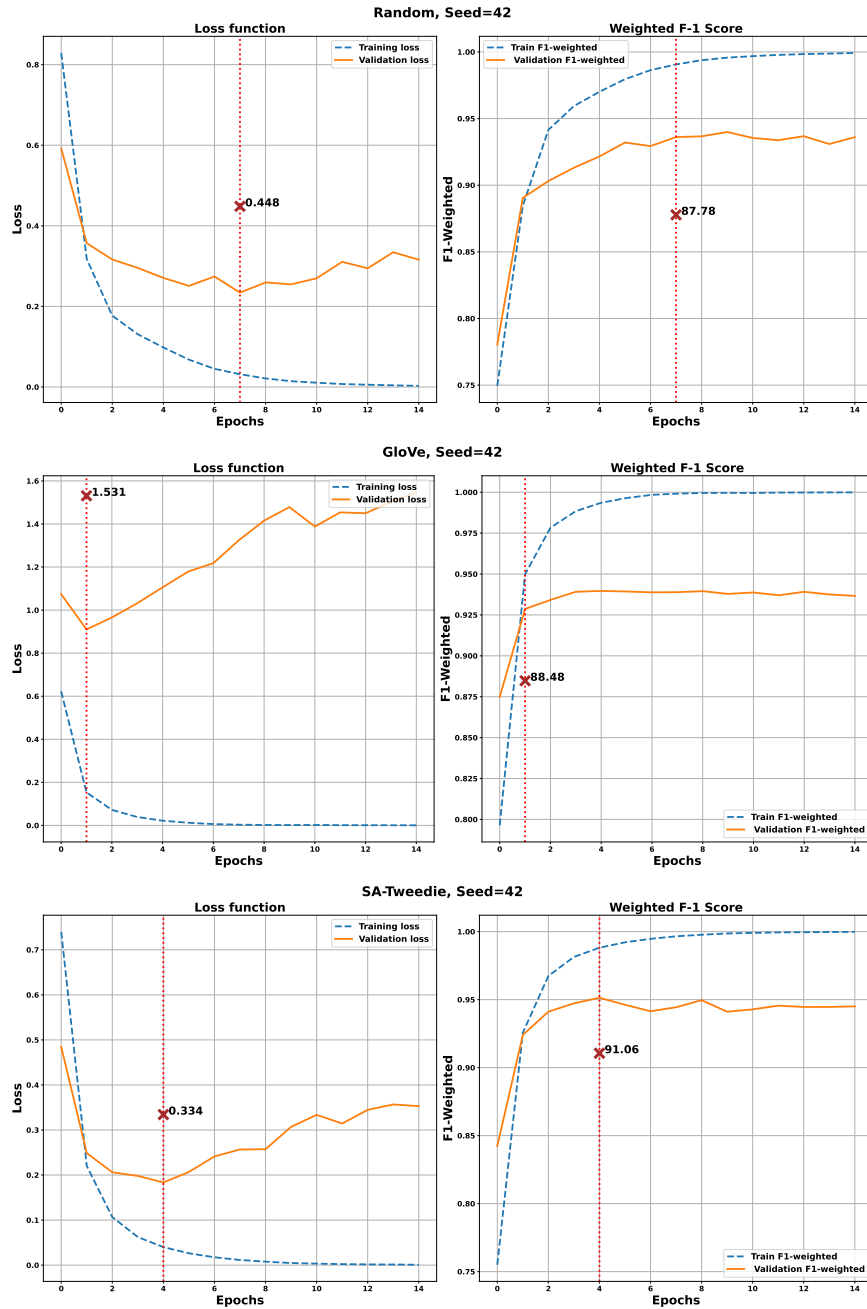 Random, Seed=42
Loss function
Training loss
Validation loss
0.8
0.6
0.4
0.2
0.0
Loss
0.448
0 2 4 6 8 10 12 14
Epochs
Weighted F-1 Score
Train F1-weighted
Validation F1-weighted
1.00
0.95
0.90
0.85
0.80
0.75
F1-Weighted
87.78
0 2 4 6 8 10 12 14
Epochs
GloVe, Seed=42
Loss function
Training loss
Validation loss
1.6
1.4
1.2
1.0
0.8
0.6
0.4
0.2
0.0
Loss
1.531
0 2 4 6 8 10 12 14
Epochs
Weighted F-1 Score
1.000
0.975
0.950
0.925
0.900
0.875
0.850
0.825
0.800
F1-Weighted
88.48
Train F1-weighted
Validation F1-weighted
0 2 4 6 8 10 12 14
Epochs
SA-Tweedie, Seed=42
Loss function
Training loss
Validation loss
0.7
0.6
0.5
0.4
0.3
0.2
0.1
0.0
Loss
0.334
0 2 4 6 8 10 12 14
Epochs
Weighted F-1 Score
1.00
0.95
0.90
0.85
0.80
0.75
F1-Weighted
91.06
Train F1-weighted
Validation F1-weighted
0 2 4 6 8 10 12 14
Epochs